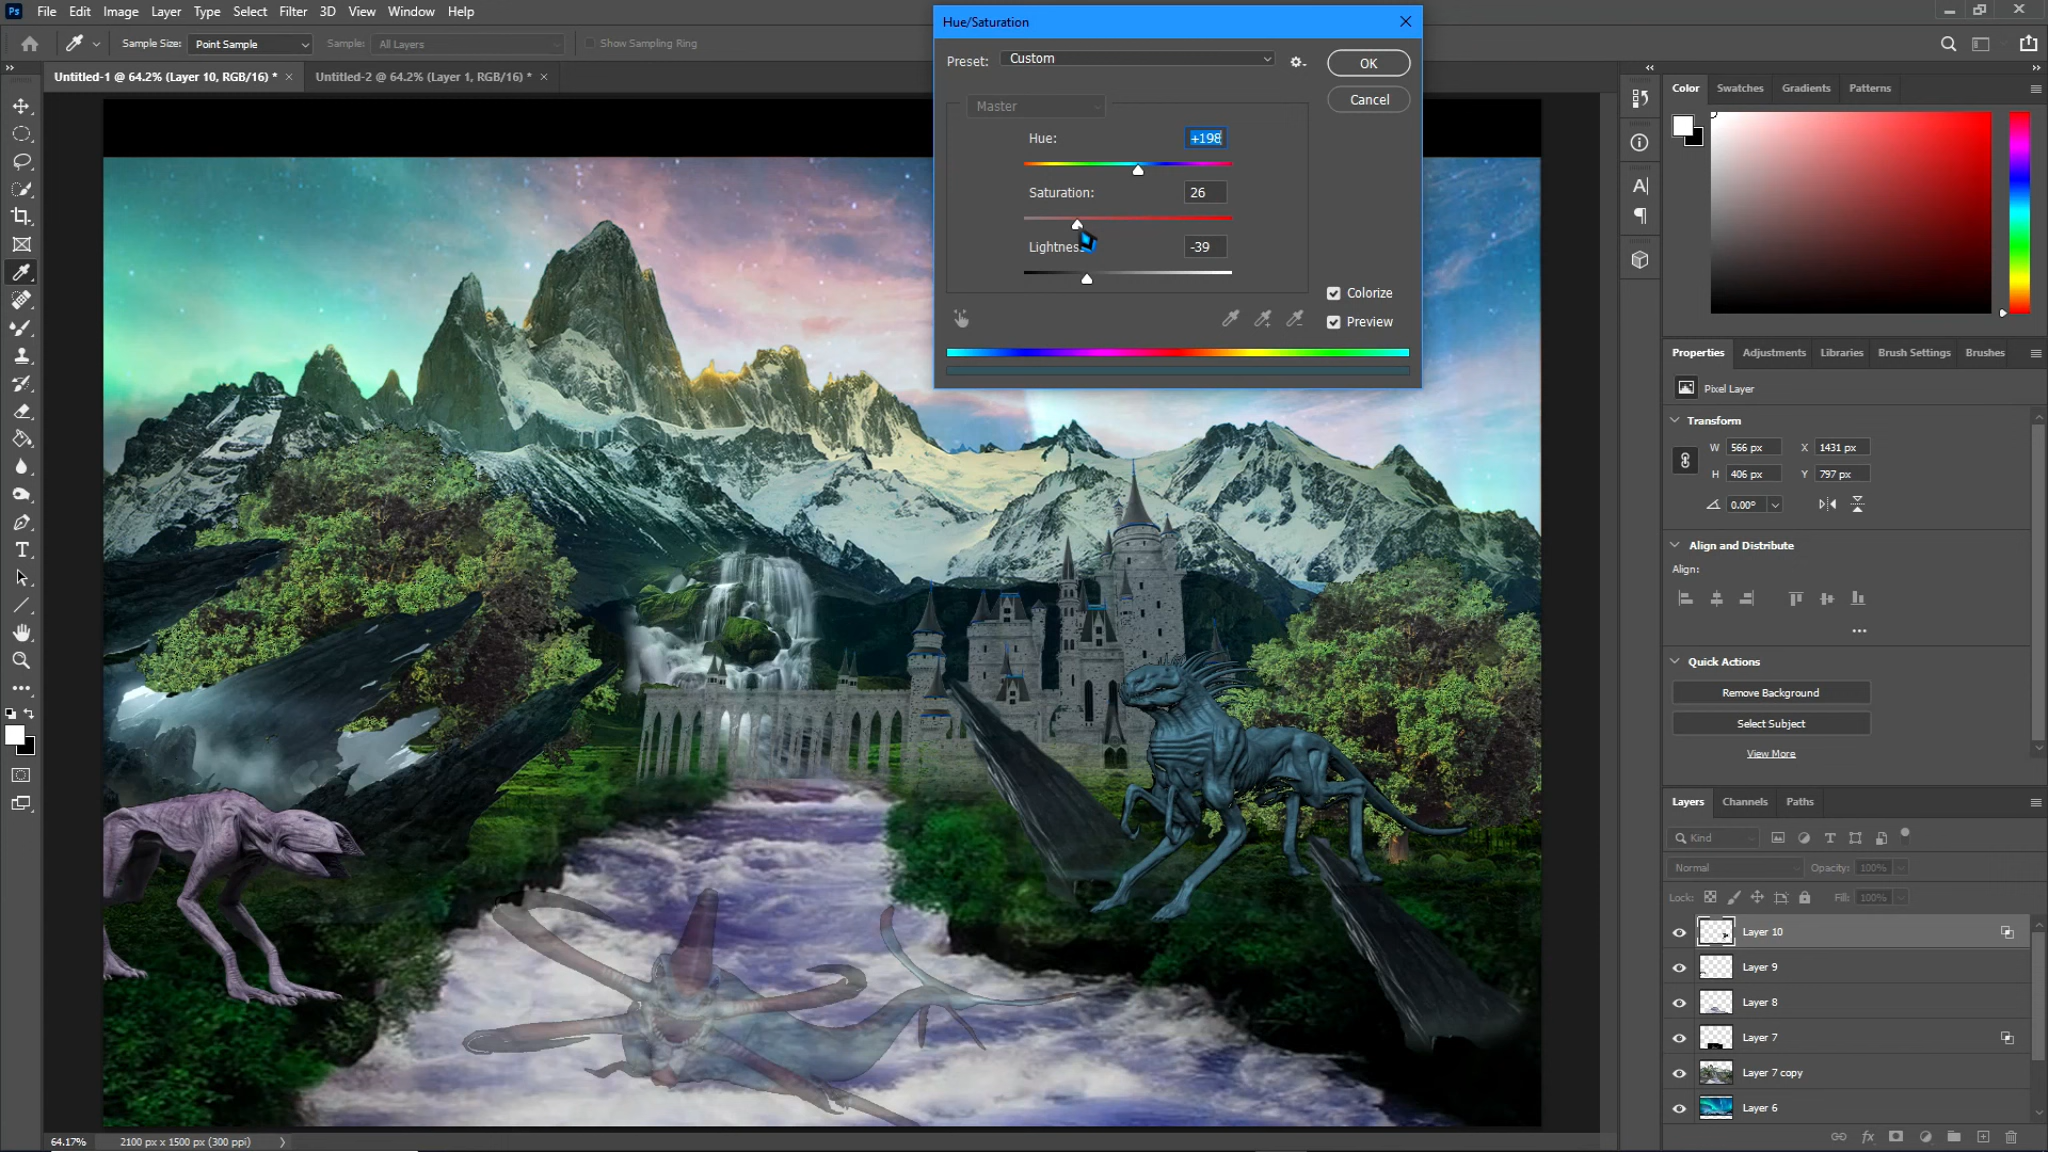 Ps File Edit Image Layer Type Select Filter 3D View Window Help
Sample Size: Point Sample Sample: All Layers Show Sampling Ring
Untitled-1 @ 64.2% (Layer 10, RGB/16) * Untitled-2 @ 64.2% (Layer 1, RGB/16) *
Hue/Saturation
Preset: Custom
OK
Cancel
Master
Hue: +198
Saturation: 26
Lightness: -39
Colorize
Preview
Color Swatches Gradients Patterns
Properties Adjustments Libraries Brush Settings Brushes
Pixel Layer
Transform
W 566 px X 1431 px
H 406 px Y 797 px
0.00°
Align and Distribute
Align:
Quick Actions
Remove Background
Select Subject
View More
Layers Channels Paths
Kind
Normal Opacity: 100%
Lock: Fill: 100%
Layer 10
Layer 9
Layer 8
Layer 7
Layer 7 copy
Layer 6
64.17% 2100 px x 1500 px (300 ppi)